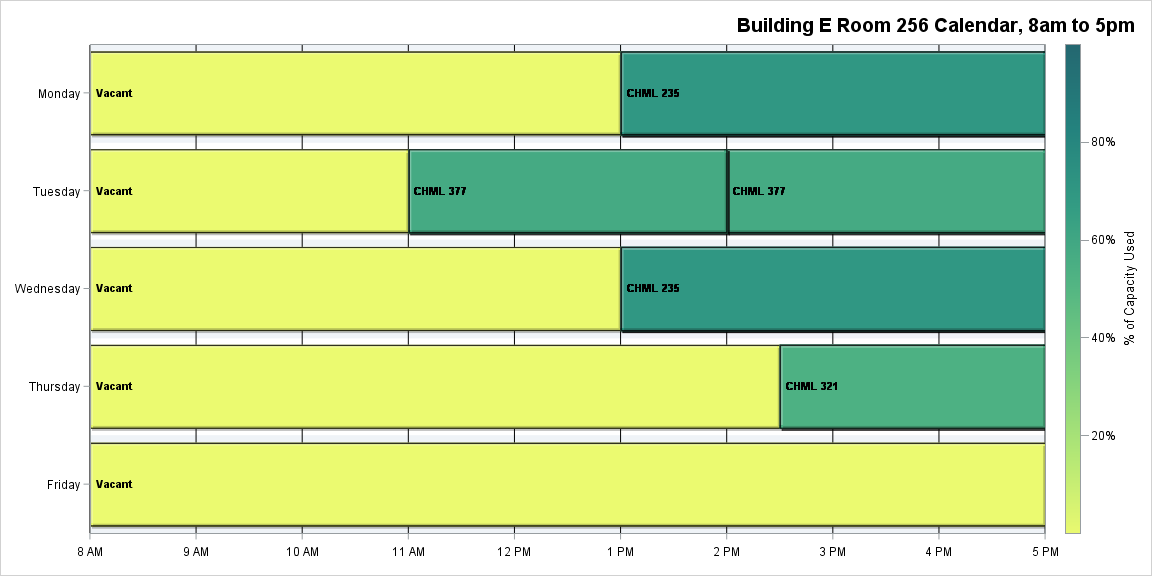 Building E Room 256 Calendar, 8am to 5pm
Monday
Vacant
CHML 235
Tuesday
Vacant
CHML 377
CHML 377
Wednesday
Vacant
CHML 235
Thursday
Vacant
CHML 321
Friday
Vacant
8 AM
9 AM
10 AM
11 AM
12 PM
1 PM
2 PM
3 PM
4 PM
5 PM
80%
60%
40%
20%
% of Capacity Used